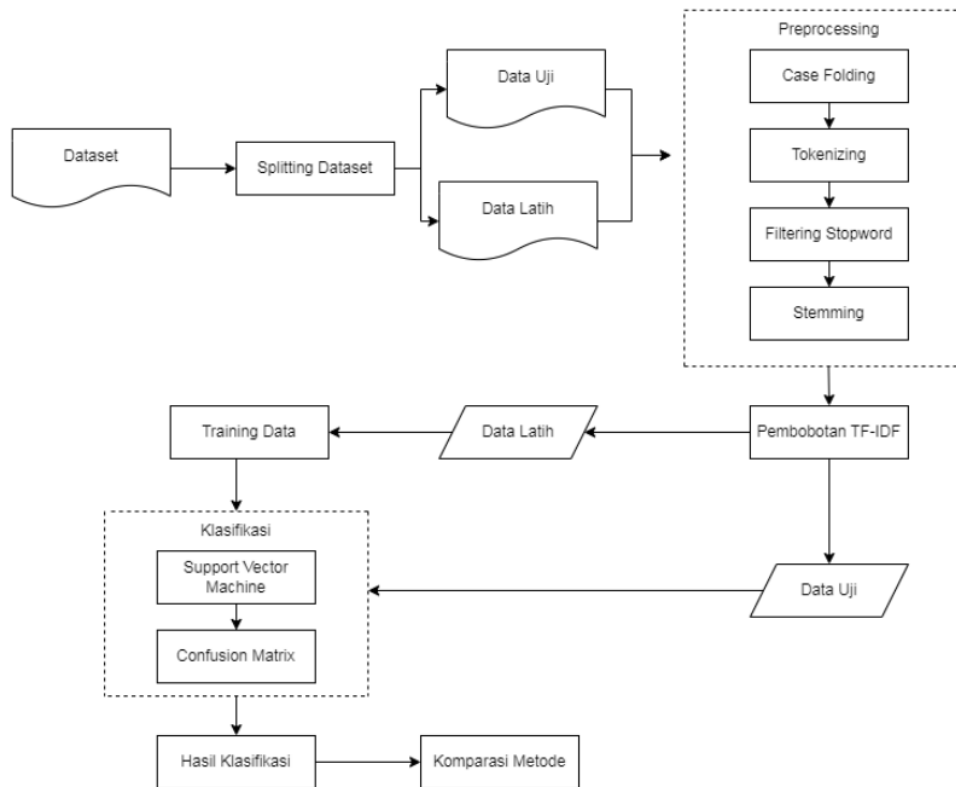 Preprocessing
Case Folding
Tokenizing
Filtering Stopword
Stemming
Data Uji
Dataset
Splitting Dataset
Data Latih
Training Data
Data Latih
Pembobotan TF-IDF
Klasifikasi
Support Vector
Machine
Confusion Matrix
Data Uji
Hasil Klasifikasi
Komparasi Metode